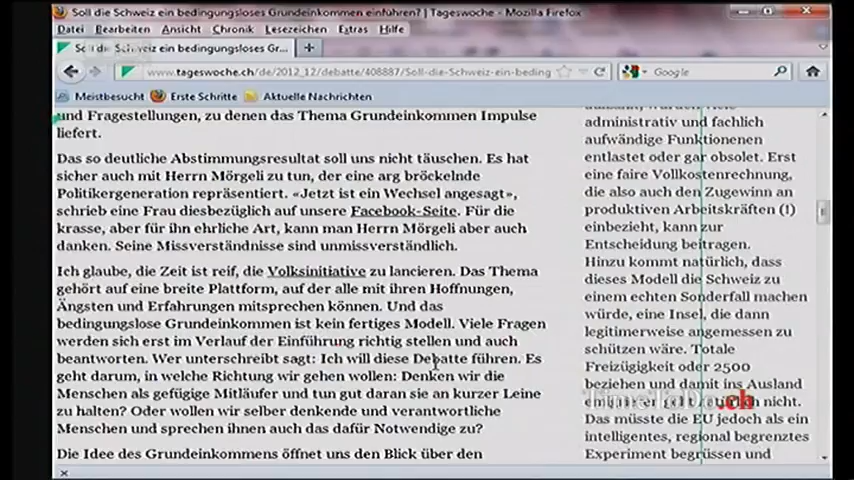 Soll die Schweiz ein bedingungsloses Grundeinkommen einführen? | Tageswoche - Mozilla Firefox
Datei Bearbeiten Ansicht Chronik Lesezeichen Extras Hilfe
Soll die Schweiz ein bedingungsloses Gr...
www.tageswoche.ch/de/2012_12/debatte/408887/Soll-die-Schweiz-ein-beding
Google
Meistbesucht Erste Schritte Aktuelle Nachrichten
und Fragestellungen, zu denen das Thema Grundeinkommen Impulse
liefert.
Das so deutliche Abstimmungsresultat soll uns nicht täuschen. Es hat
sicher auch mit Herrn Mörgeli zu tun, der eine arg bröckelnde
Politikergeneration repräsentiert. «Jetzt ist ein Wechsel angesagt»,
schrieb eine Frau diesbezüglich auf unsere Facebook-Seite. Für die
krasse, aber für ihn ehrliche Art, kann man Herrn Mörgeli aber auch
danken. Seine Missverständnisse sind unmissverständlich.
Ich glaube, die Zeit ist reif, die Volksinitiative zu lancieren. Das Thema
gehört auf eine breite Plattform, auf der alle mit ihren Hoffnungen,
Ängsten und Erfahrungen mitsprechen können. Und das
bedingungslose Grundeinkommen ist kein fertiges Modell. Viele Fragen
werden sich erst im Verlauf der Einführung richtig stellen und auch
beantworten. Wer unterschreibt sagt: Ich will diese Debatte führen. Es
geht darum, in welche Richtung wir gehen wollen: Denken wir die
Menschen als gefügige Mitläufer und tun gut daran sie an kurzer Leine
zu halten? Oder wollen wir selber denkende und verantwortliche
Menschen und sprechen ihnen auch das dafür Notwendige zu?
Die Idee des Grundeinkommens öffnet uns den Blick über den
administrativ und fachlich
aufwändige Funktionenen
entlastet oder gar obsolet. Erst
eine faire Vollkostenrechnung,
die also auch den Zugewinn an
produktiven Arbeitskräften (!)
einbezieht, kann zur
Entscheidung beitragen.
Hinzu kommt natürlich, dass
dieses Modell die Schweiz zu
einem echten Sonderfall machen
würde, eine Insel, die dann
legitimerweise angemessen zu
schützen wäre. Totale
Freizügigkeit oder 2500
beziehen und damit ins Ausland
geht natürlich nicht.
Das müsste die EU jedoch als ein
intelligentes, regional begrenztes
Experiment begrüssen und
TimeToDo.ch